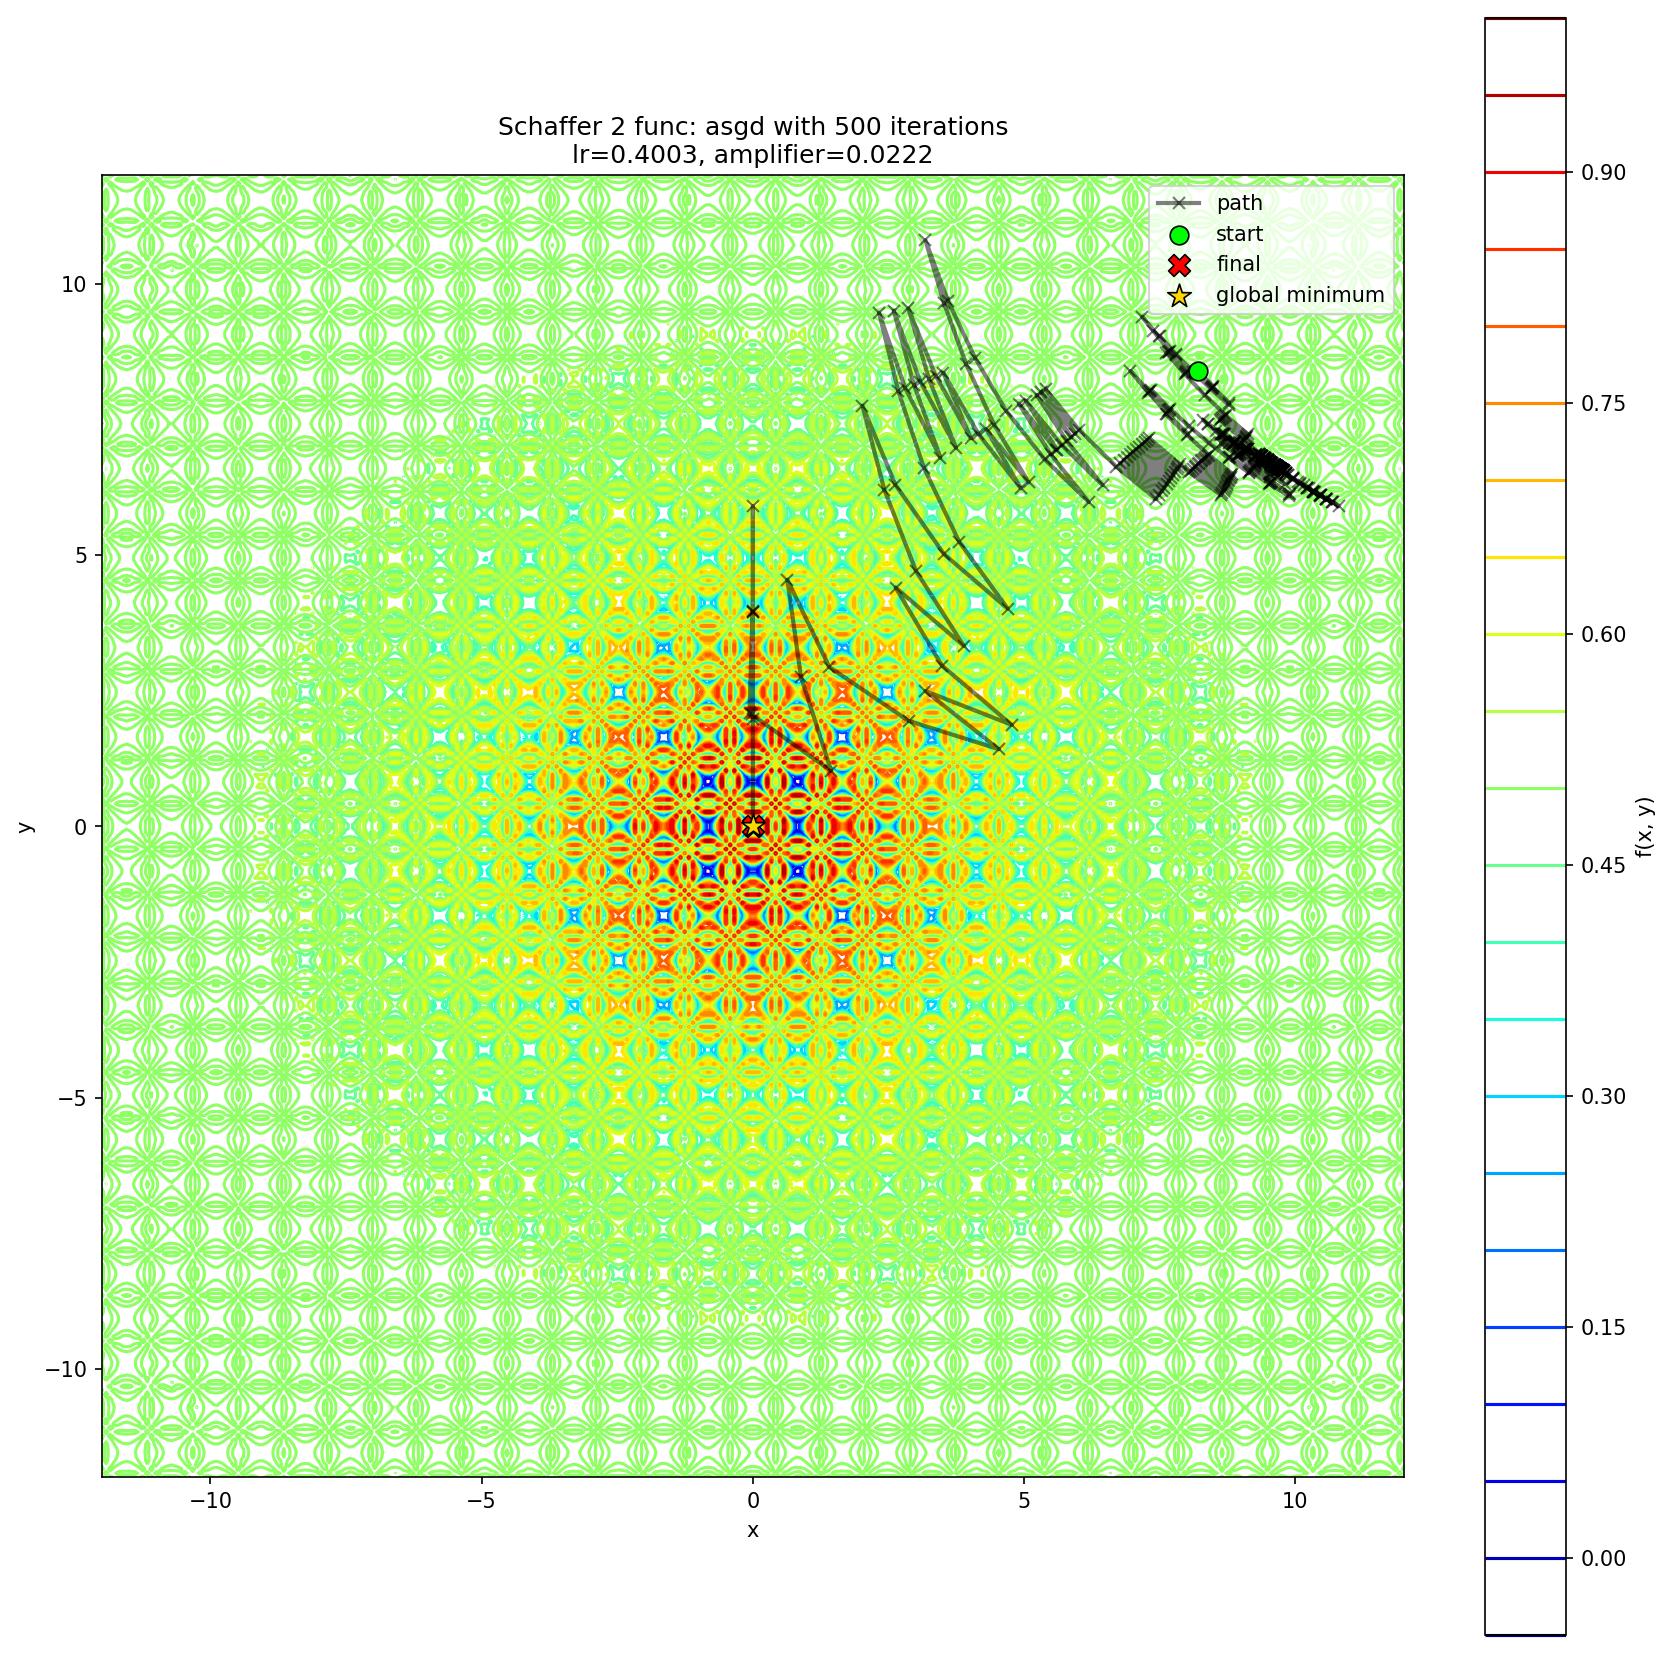 Schaffer 2 func: asgd with 500 iterations
lr=0.4003, amplifier=0.0222
path
start
final
global minimum
10
5
0
−5
−10
y
−10
−5
0
5
10
x
0.90
0.75
0.60
0.45
0.30
0.15
0.00
f(x, y)